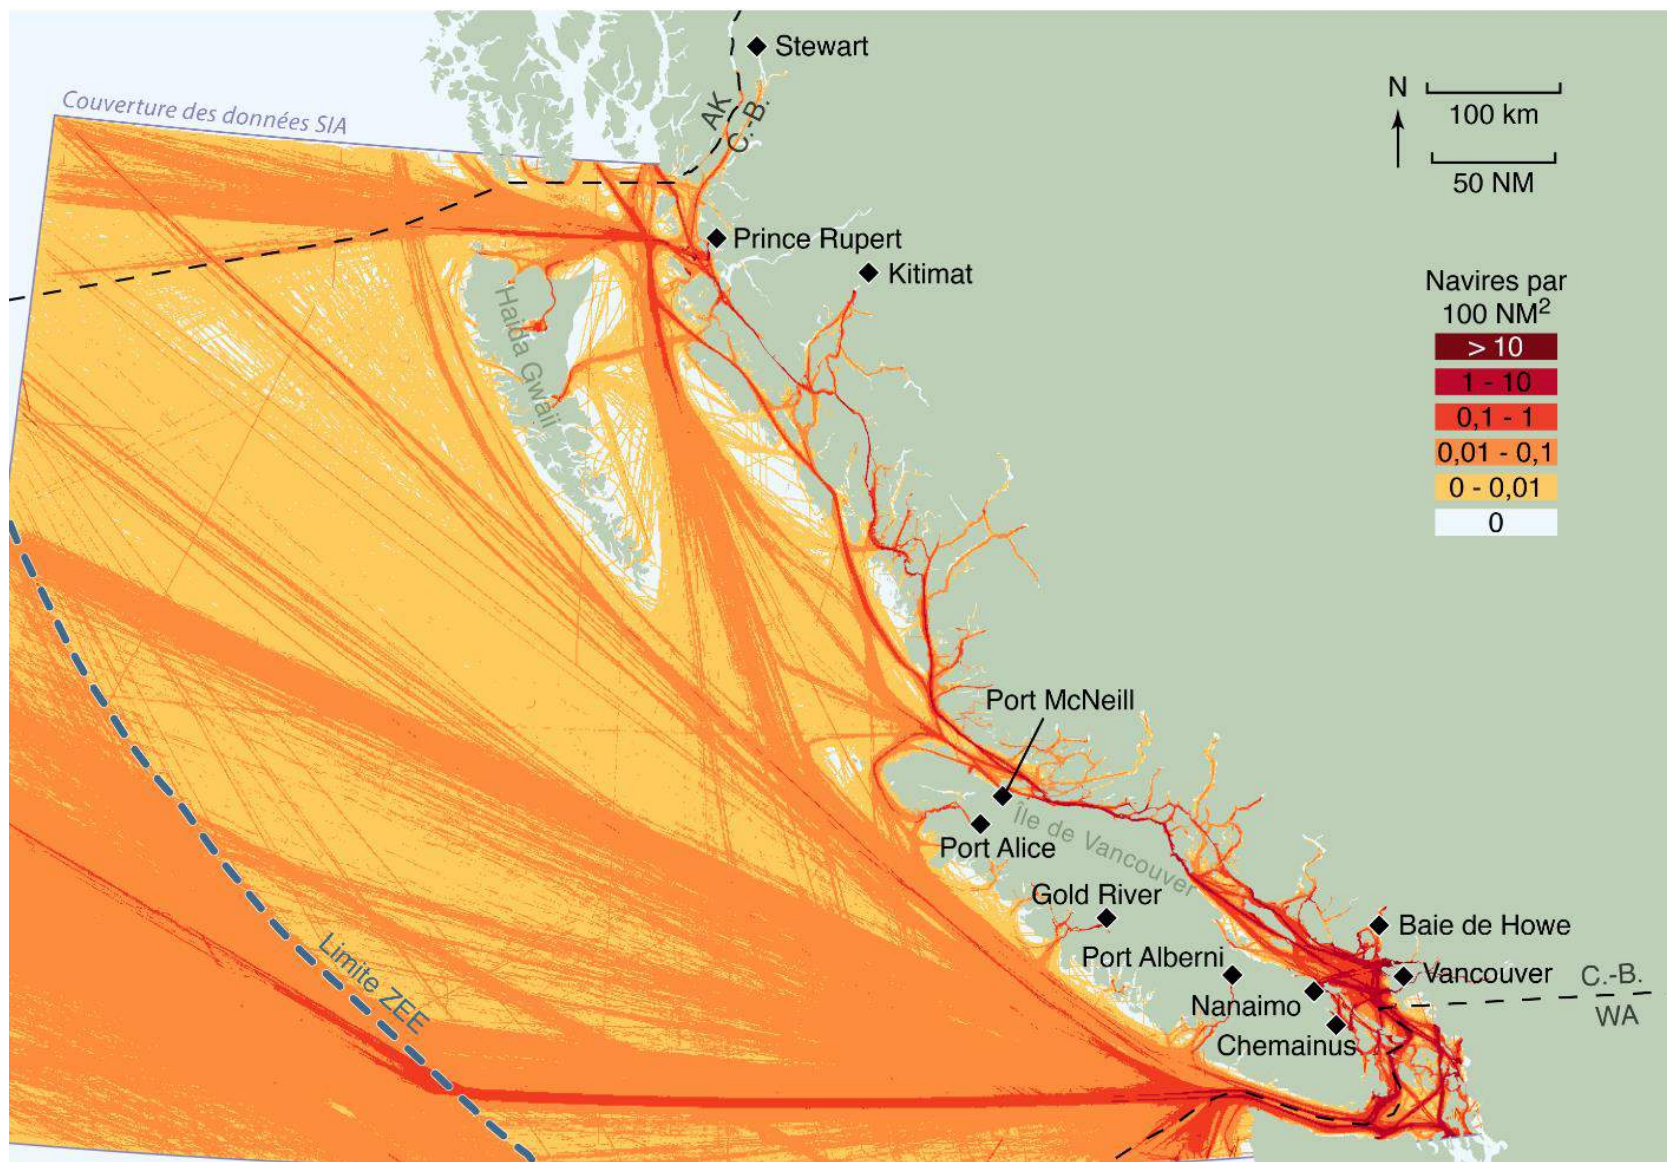 Stewart
Couverture des données SIA
AK
C.-B.
N
100 km
50 NM
Prince Rupert
Kitimat
Haida Gwaii
Navires par
100 NM²
> 10
1 - 10
0,1 - 1
0,01 - 0,1
0 - 0,01
0
Port McNeill
Île de Vancouver
Port Alice
Gold River
Baie de Howe
Port Alberni
Vancouver
C.-B.
WA
Nanaimo
Chemainus
Limite ZEE